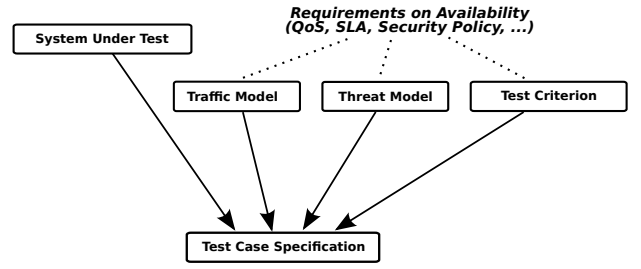 Requirements on Availability
(QoS, SLA, Security Policy, ...)
System Under Test
Traffic Model
Threat Model
Test Criterion
Test Case Specification